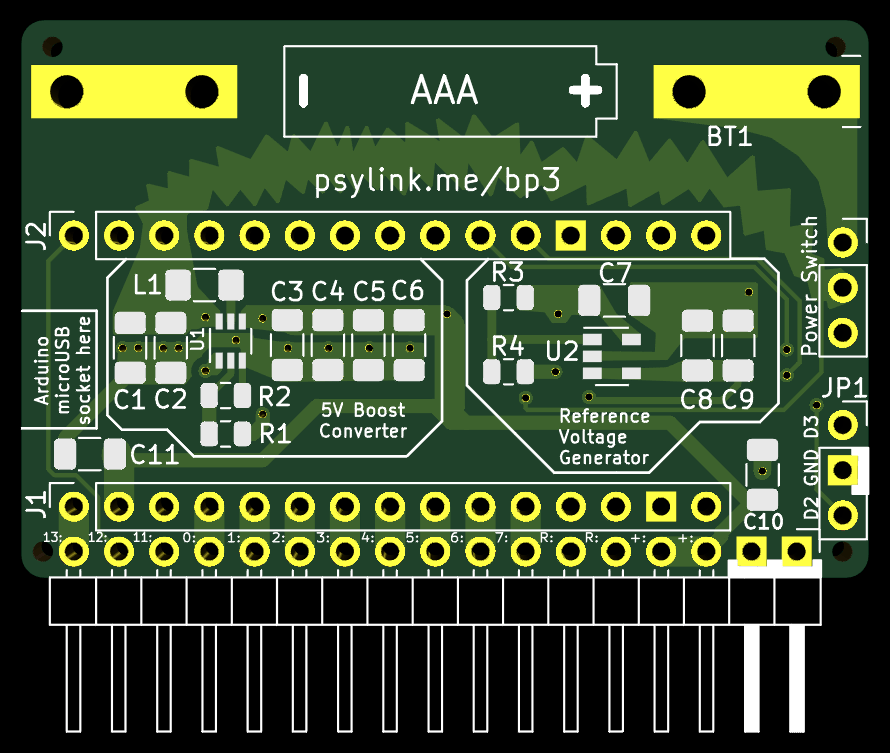 AAA
BT1
psylink.me/bp3
J2
Power Switch
L1
C3 C4 C5 C6
R3
C7
U1
R4
U2
Arduino
microUSB
socket here
C1 C2
R2
R1
5V Boost
Converter
Reference
Voltage
Generator
C8 C9
JP1
D3
GND
D2
C11
C10
J1
13: 12: 11: 0: 1: 2: 3: 4: 5: 6: 7: R: R: +: +: